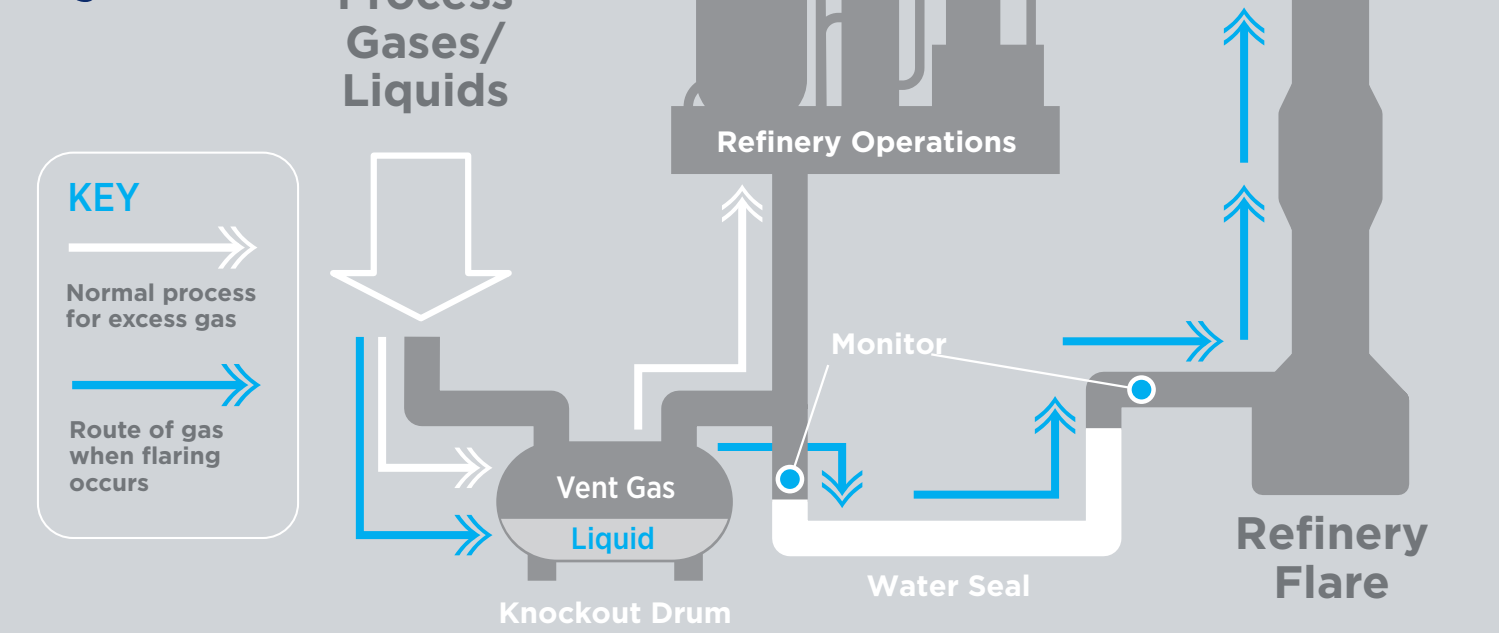 Process
Gases/
Liquids
Refinery Operations
KEY
Normal process
for excess gas
Route of gas
when flaring
occurs
Monitor
Vent Gas
Liquid
Knockout Drum
Water Seal
Refinery
Flare